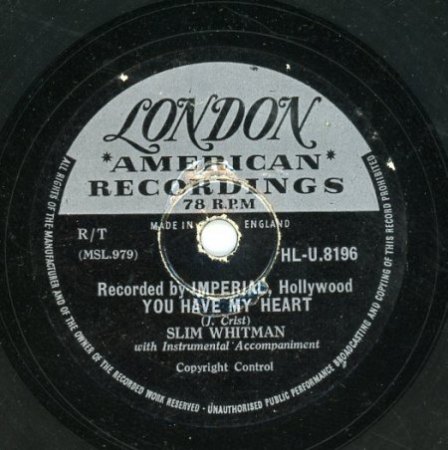 LONDON
*AMERICAN*
RECORDINGS
78 R.P.M
MADE IN ENGLAND
R/T
(MSL.979)
HL-U.8196
Recorded by IMPERIAL, Hollywood
YOU HAVE MY HEART
(J. Crist)
SLIM WHITMAN
with Instrumental Accompaniment
Copyright Control
ALL RIGHTS OF THE MANUFACTURER AND OF THE OWNER OF THE RECORDED WORK RESERVED · UNAUTHORISED PUBLIC PERFORMANCE BROADCASTING AND COPYING OF THIS RECORD PROHIBITED